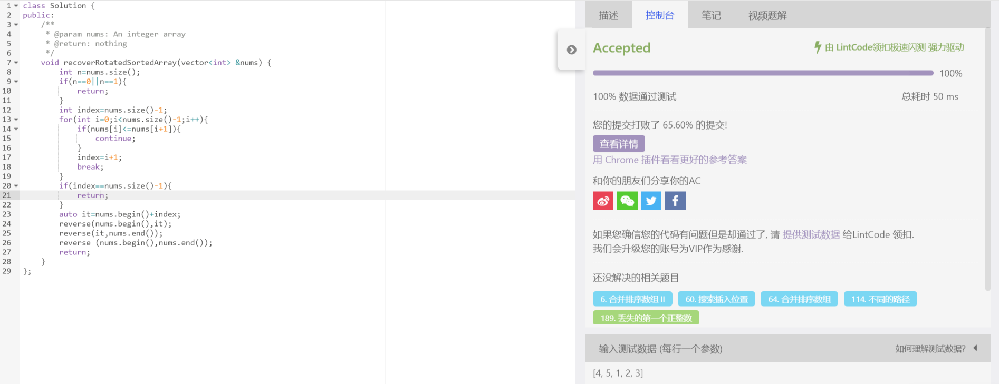 1 class Solution {
2 public:
3     /**
4      * @param nums: An integer array
5      * @return: nothing
6      */
7     void recoverRotatedSortedArray(vector<int> &nums) {
8         int n=nums.size();
9         if(n==0||n==1){
10             return;
11         }
12         int index=nums.size()-1;
13         for(int i=0;i<nums.size()-1;i++){
14             if(nums[i]<=nums[i+1]){
15                 continue;
16             }
17             index=i+1;
18             break;
19         }
20         if(index==nums.size()-1){
21             return;
22         }
23         auto it=nums.begin()+index;
24         reverse(nums.begin(),it);
25         reverse(it,nums.end());
26         reverse (nums.begin(),nums.end());
27         return;
28     }
29 };
描述 控制台 笔记 视频题解
Accepted 由 LintCode领扣极速闪测 强力驱动
100%
100% 数据通过测试 总耗时 50 ms
您的提交打败了 65.60% 的提交!
查看详情
用 Chrome 插件看看更好的参考答案
和你的朋友们分享你的AC
如果您确信您的代码有问题但是却通过了, 请 提供测试数据 给LintCode 领扣.
我们会升级您的账号为VIP作为感谢.
还没解决的相关题目
6. 合并排序数组 II 60. 搜索插入位置 64. 合并排序数组 114. 不同的路径
189. 丢失的第一个正整数
输入测试数据 (每行一个参数) 如何理解测试数据?
[4, 5, 1, 2, 3]